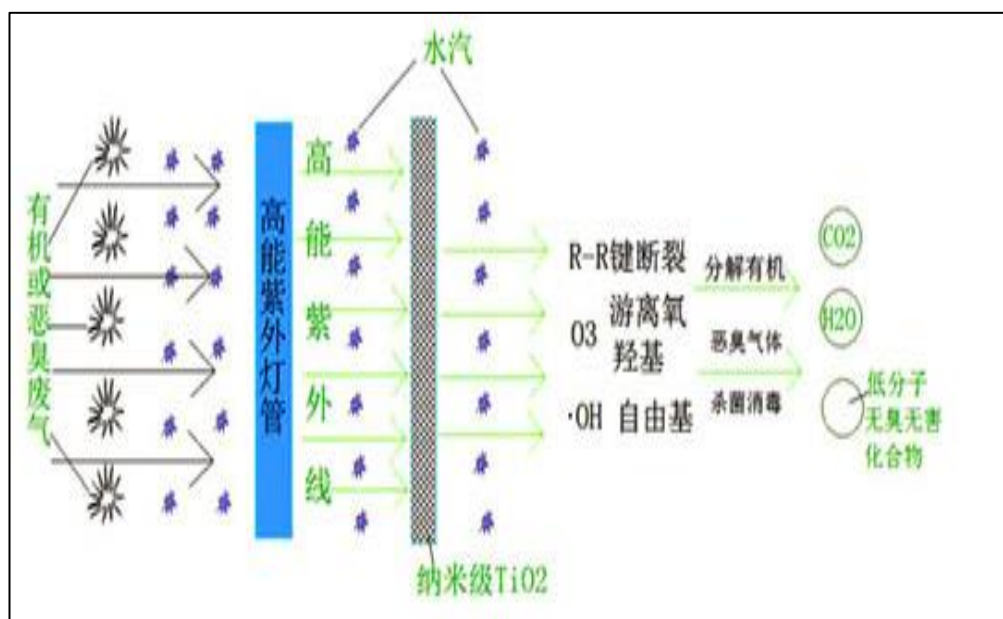 水汽
有机或恶臭废气
高能紫外灯管
高能紫外线
纳米级TiO2
R-R键断裂
O3 游离氧
羟基
·OH 自由基
分解有机
恶臭气体
杀菌消毒
CO2
H2O
低分子
无臭无害
化合物